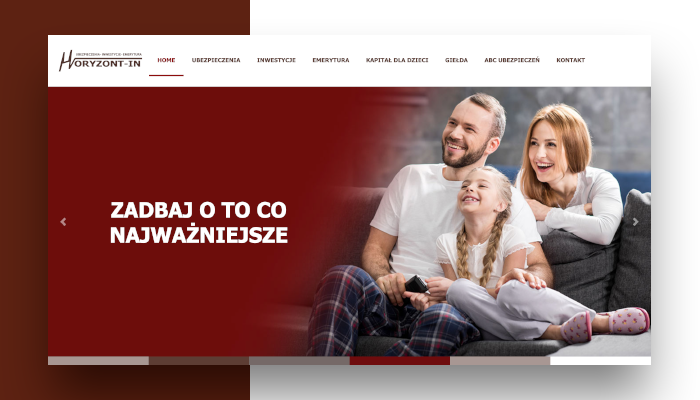 UBEZPIECZENIA· INWESTYCJE· EMERYTURA
HORYZONT-IN
HOME UBEZPIECZENIA INWESTYCJE EMERYTURA KAPITAŁ DLA DZIECI GIEŁDA ABC UBEZPIECZEŃ KONTAKT
ZADBAJ O TO CO
NAJWAŻNIEJSZE